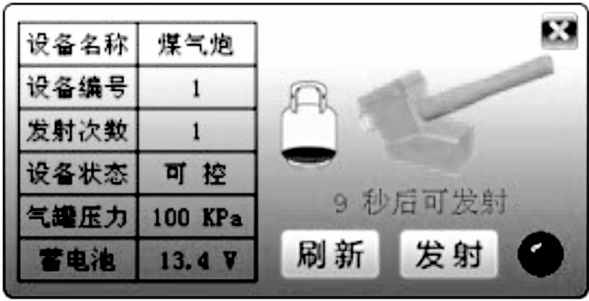 设备名称 煤气炮
设备编号 1
发射次数 1
设备状态 可 控
气罐压力 100 KPa
蓄电池 13.4 V
9 秒后可发射
刷新 发射